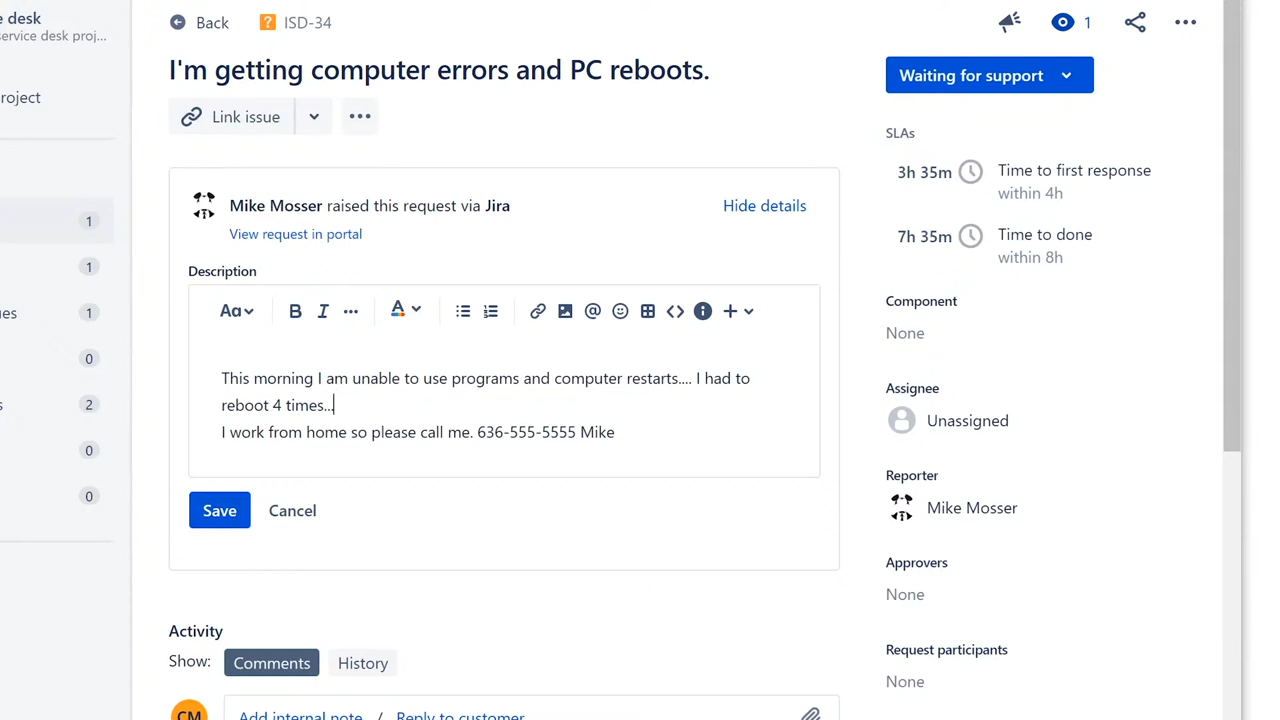 e desk
service desk proj...
roject
1
1
ues
1
0
s
2
0
0
Back
ISD-34
1
I'm getting computer errors and PC reboots.
Link issue
Mike Mosser raised this request via Jira
Hide details
View request in portal
Description
Aa
B I A @
This morning I am unable to use programs and computer restarts.... I had to
reboot 4 times...
I work from home so please call me. 636-555-5555 Mike
Save
Cancel
Activity
Show:
Comments
History
CM
Add internal note / Reply to customer
Waiting for support
SLAs
3h 35m
Time to first response
within 4h
7h 35m
Time to done
within 8h
Component
None
Assignee
Unassigned
Reporter
Mike Mosser
Approvers
None
Request participants
None